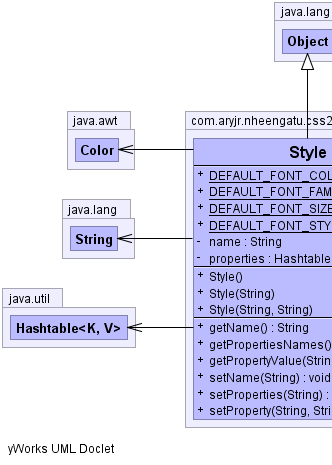 java.lang
Object
java.awt
Color
java.lang
String
java.util
Hashtable<K, V>
com.aryjr.nheengatu.css2
Style
+ DEFAULT_FONT_COL
+ DEFAULT_FONT_FAM
+ DEFAULT_FONT_SIZE
+ DEFAULT_FONT_STY
- name : String
- properties : Hashtable
+ Style()
+ Style(String)
+ Style(String, String)
+ getName() : String
+ getPropertiesNames()
+ getPropertyValue(Strin
+ setName(String) : void
+ setProperties(String) :
+ setProperty(String, Stri
yWorks UML Doclet